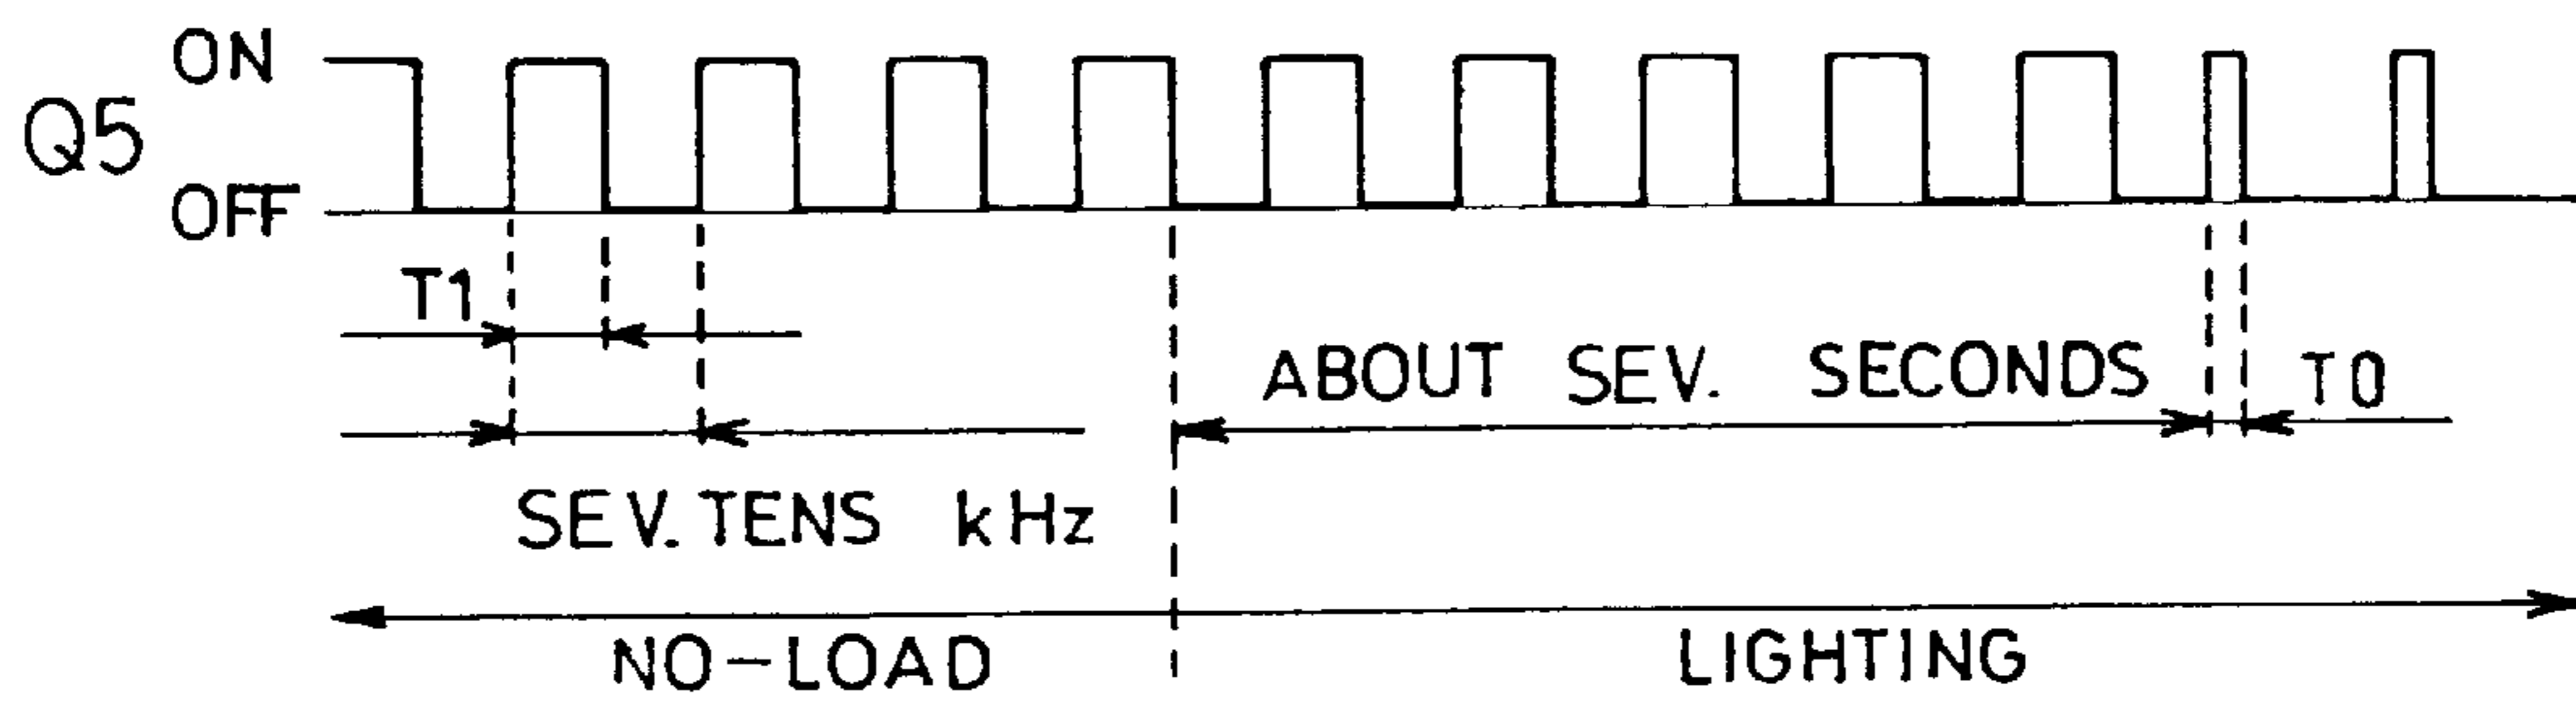 ON
Q5
OFF
T1
ABOUT SEV. SECONDS
T0
SEV. TENS kHz
NO-LOAD
LIGHTING